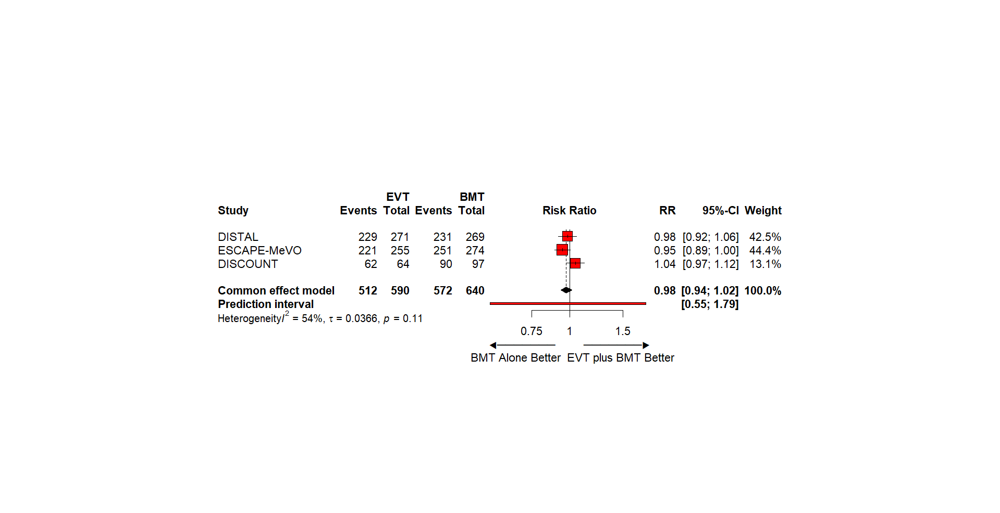 EVT BMT
Study Events Total Events Total Risk Ratio RR 95%-CI Weight
DISTAL 229 271 231 269 0.98 [0.92; 1.06] 42.5%
ESCAPE-MeVO 221 255 251 274 0.95 [0.89; 1.00] 44.4%
DISCOUNT 62 64 90 97 1.04 [0.97; 1.12] 13.1%
Common effect model 512 590 572 640 0.98 [0.94; 1.02] 100.0%
Prediction interval [0.55; 1.79]
HeterogeneityI² = 54%, τ = 0.0366, p = 0.11
0.75 1 1.5
BMT Alone Better EVT plus BMT Better